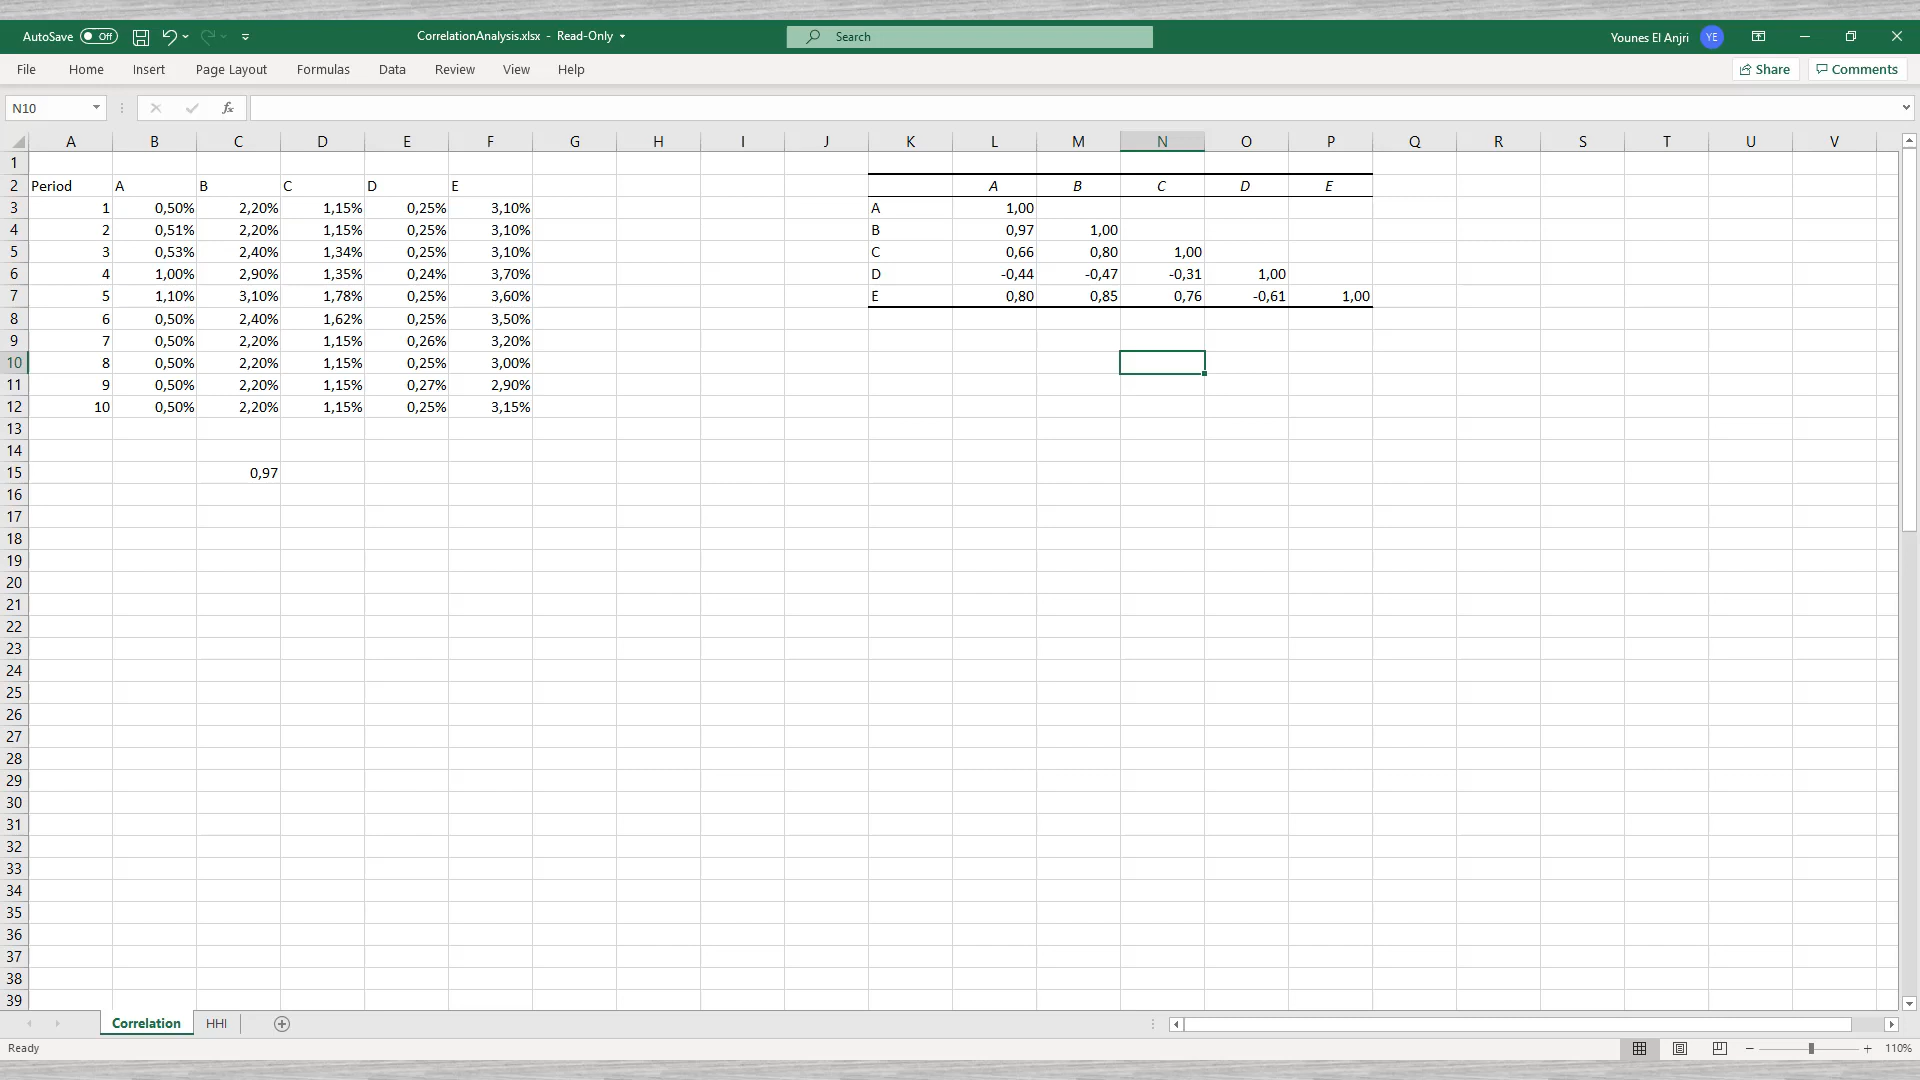 AutoSave Off CorrelationAnalysis.xlsx - Read-Only Search Younes El Anjri YE
File Home Insert Page Layout Formulas Data Review View Help Share Comments
N10 fx
A B C D E F G H I J K L M N O P Q R S T U V
1
2 Period A B C D E A B C D E
3 1 0,50% 2,20% 1,15% 0,25% 3,10% A 1,00
4 2 0,51% 2,20% 1,15% 0,25% 3,10% B 0,97 1,00
5 3 0,53% 2,40% 1,34% 0,25% 3,10% C 0,66 0,80 1,00
6 4 1,00% 2,90% 1,35% 0,24% 3,70% D -0,44 -0,47 -0,31 1,00
7 5 1,10% 3,10% 1,78% 0,25% 3,60% E 0,80 0,85 0,76 -0,61 1,00
8 6 0,50% 2,40% 1,62% 0,25% 3,50%
9 7 0,50% 2,20% 1,15% 0,26% 3,20%
10 8 0,50% 2,20% 1,15% 0,25% 3,00%
11 9 0,50% 2,20% 1,15% 0,27% 2,90%
12 10 0,50% 2,20% 1,15% 0,25% 3,15%
13
14
15 0,97
16
17
18
19
20
21
22
23
24
25
26
27
28
29
30
31
32
33
34
35
36
37
38
39
Correlation HHI
Ready 110%